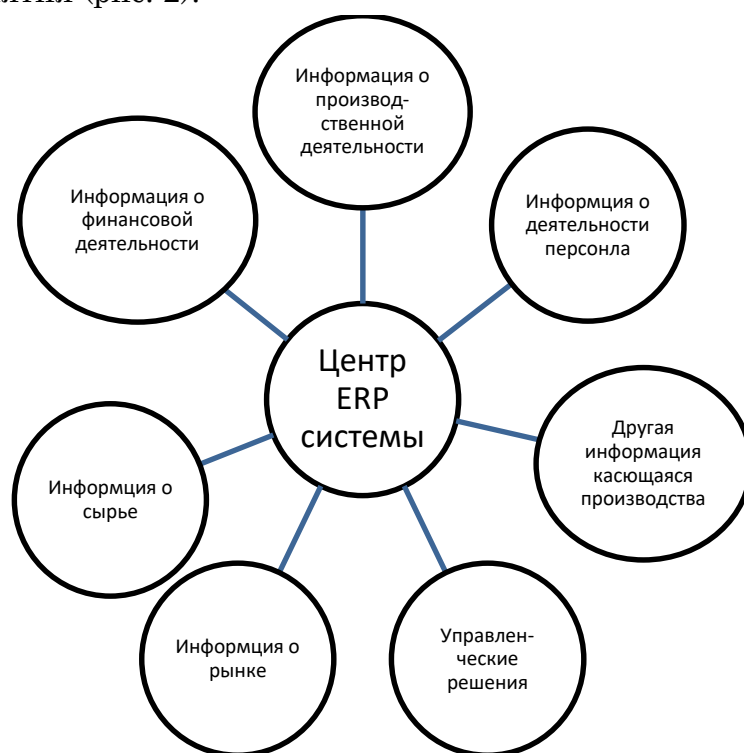 (рис. 2).
Информация о
производ-
ственной
деятельности
Информация о
финансовой
деятельности
Информция о
деятельности
персонла
Центр
ERP
системы
Другая
информация
касющаяся
производства
Информция о
сырье
Информция о
рынке
Управлен-
ческие
решения